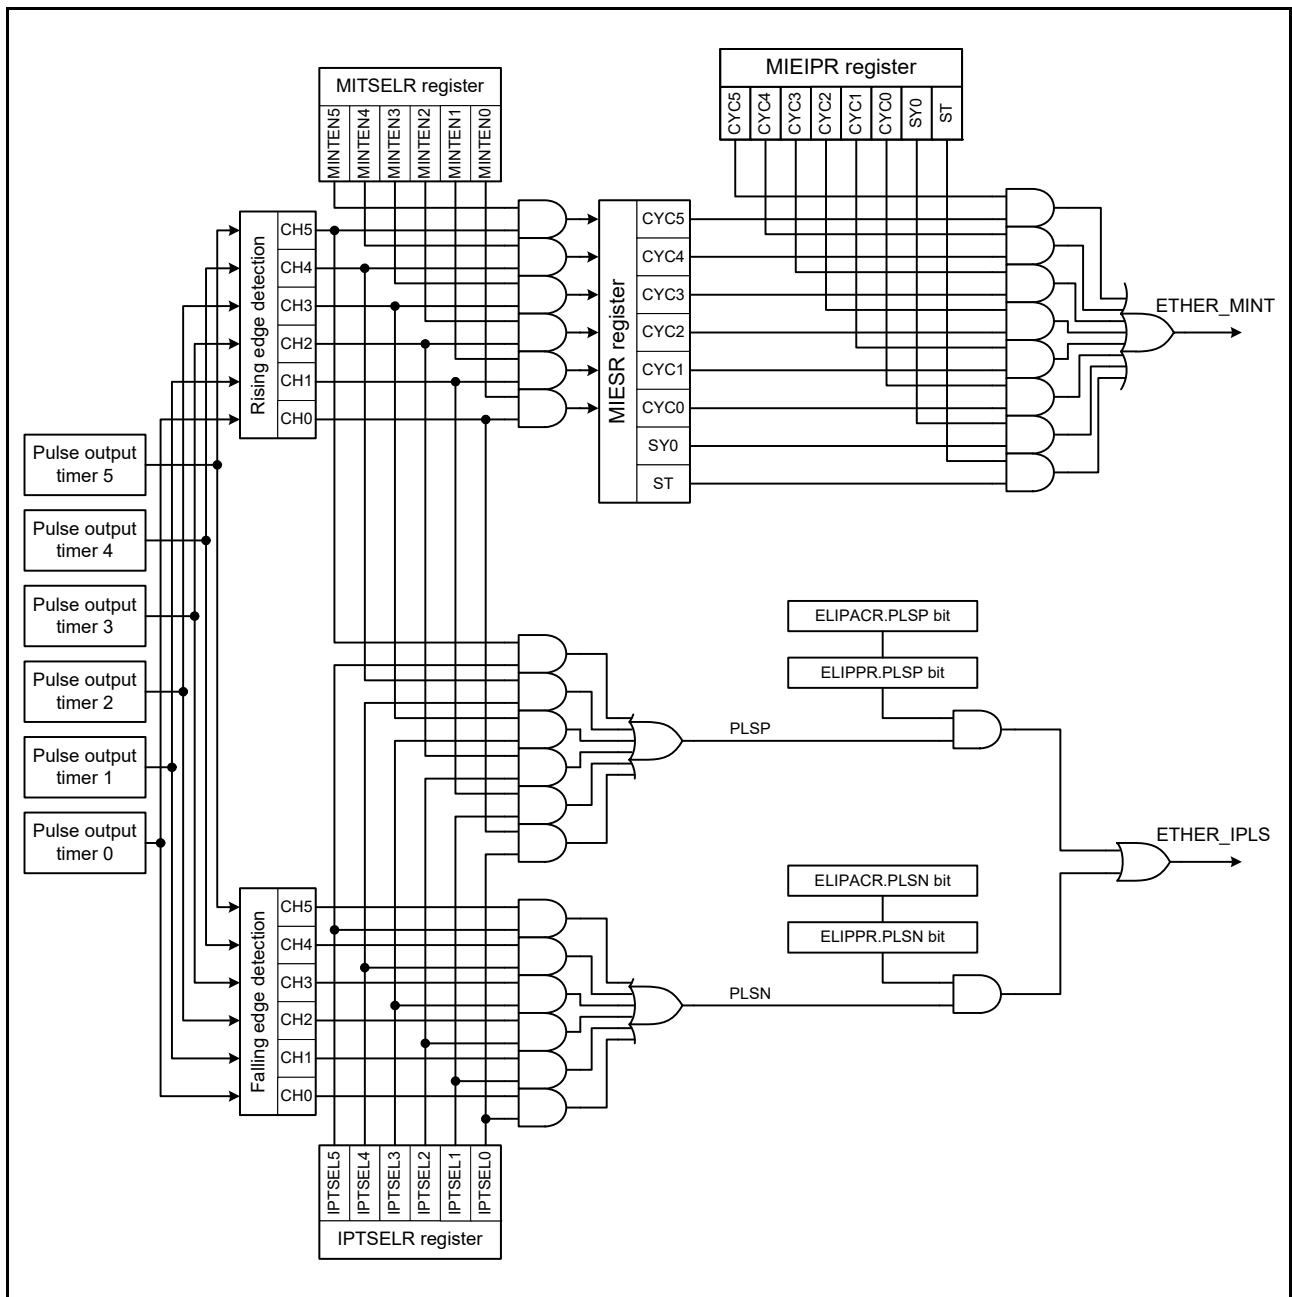 MIEIPR register
CYC5
CYC4
CYC3
CYC2
CYC1
CYC0
SY0
ST
MITSELR register
MINTEN5
MINTEN4
MINTEN3
MINTEN2
MINTEN1
MINTEN0
Rising edge detection
CH5
CH4
CH3
CH2
CH1
CH0
MIESR register
CYC5
CYC4
CYC3
CYC2
CYC1
CYC0
SY0
ST
ETHER_MINT
Pulse output
timer 5
Pulse output
timer 4
Pulse output
timer 3
Pulse output
timer 2
Pulse output
timer 1
Pulse output
timer 0
ELIPACR.PLSP bit
ELIPPR.PLSP bit
PLSP
ETHER_IPLS
ELIPACR.PLSN bit
ELIPPR.PLSN bit
PLSN
Falling edge detection
CH5
CH4
CH3
CH2
CH1
CH0
IPTSEL5
IPTSEL4
IPTSEL3
IPTSEL2
IPTSEL1
IPTSEL0
IPTSELR register